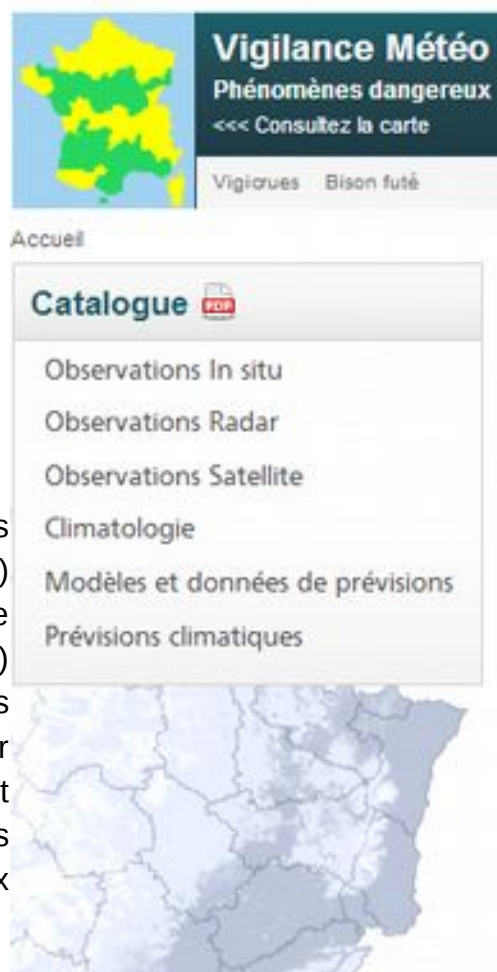 Vigilance Météo
Phénomènes dangereux
<<< Consultez la carte
Vigicrues Bison futé
Accueil
Catalogue PDF
Observations In situ
Observations Radar
Observations Satellite
Climatologie
Modèles et données de prévisions
Prévisions climatiques
s
)
e
)
s
r
t
s
x